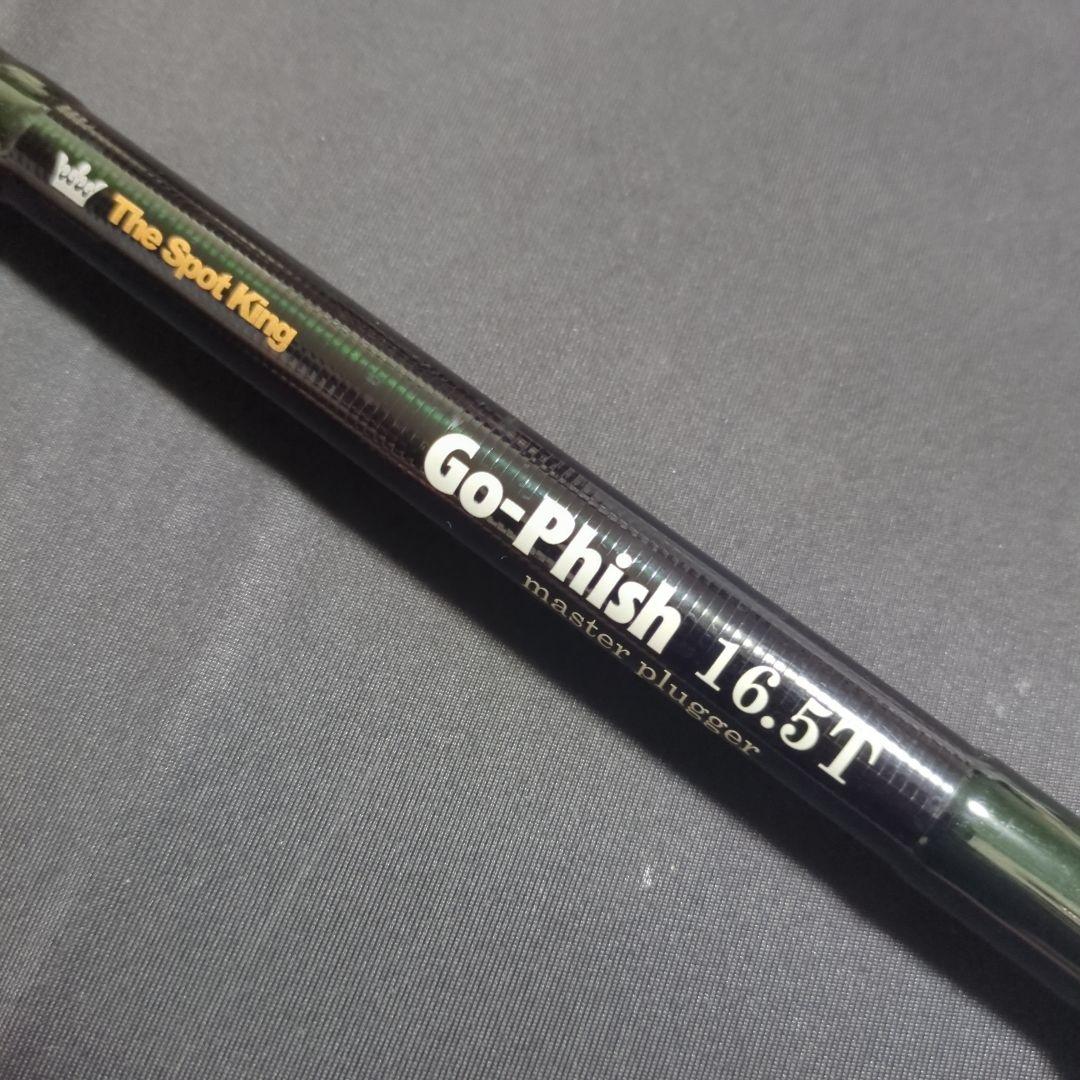 The Spot King
Go-Phish 16.5T
master plugger